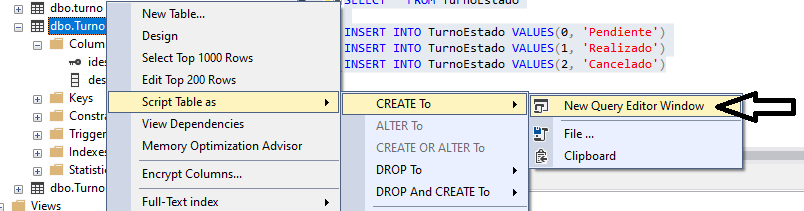 dbo.turno
dbo.Turno
Colum
ides
des
Keys
Constra
Trigger
Indexes
Statistic
dbo.Turno
Views
New Table...
Design
Select Top 1000 Rows
Edit Top 200 Rows
Script Table as
View Dependencies
Memory Optimization Advisor
Encrypt Columns...
Full-Text index
SELECT * FROM TurnoEstado
INSERT INTO TurnoEstado VALUES(0, 'Pendiente')
INSERT INTO TurnoEstado VALUES(1, 'Realizado')
INSERT INTO TurnoEstado VALUES(2, 'Cancelado')
CREATE To
ALTER To
CREATE OR ALTER To
DROP To
DROP And CREATE To
New Query Editor Window
File ...
Clipboard